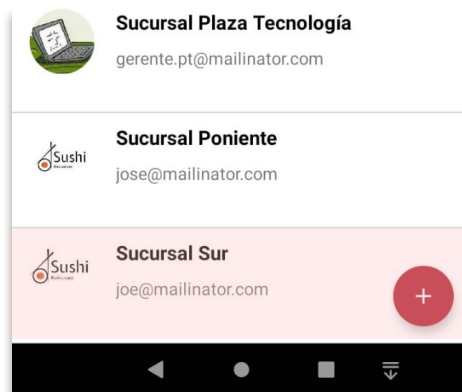 Sucursal Plaza Tecnología
gerente.pt@mailinator.com
Sushi
Sucursal Poniente
jose@mailinator.com
Sushi
Sucursal Sur
joe@mailinator.com
+